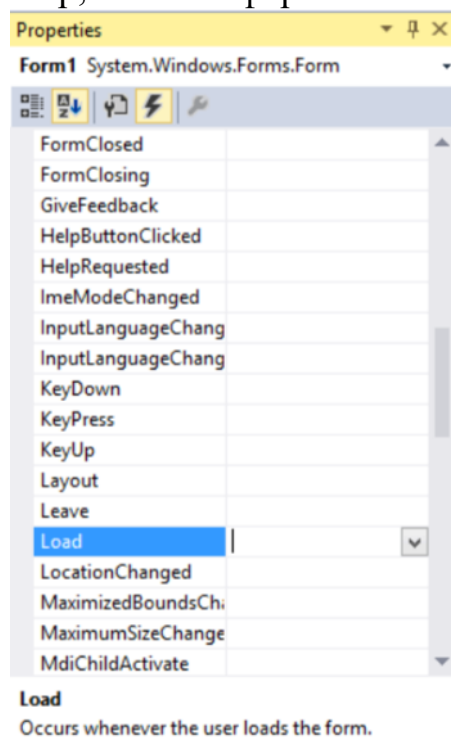 Properties
Form1 System.Windows.Forms.Form
FormClosed
FormClosing
GiveFeedback
HelpButtonClicked
HelpRequested
ImeModeChanged
InputLanguageChang
InputLanguageChang
KeyDown
KeyPress
KeyUp
Layout
Leave
Load
LocationChanged
MaximizedBoundsCha
MaximumSizeChange
MdiChildActivate
Load
Occurs whenever the user loads the form.